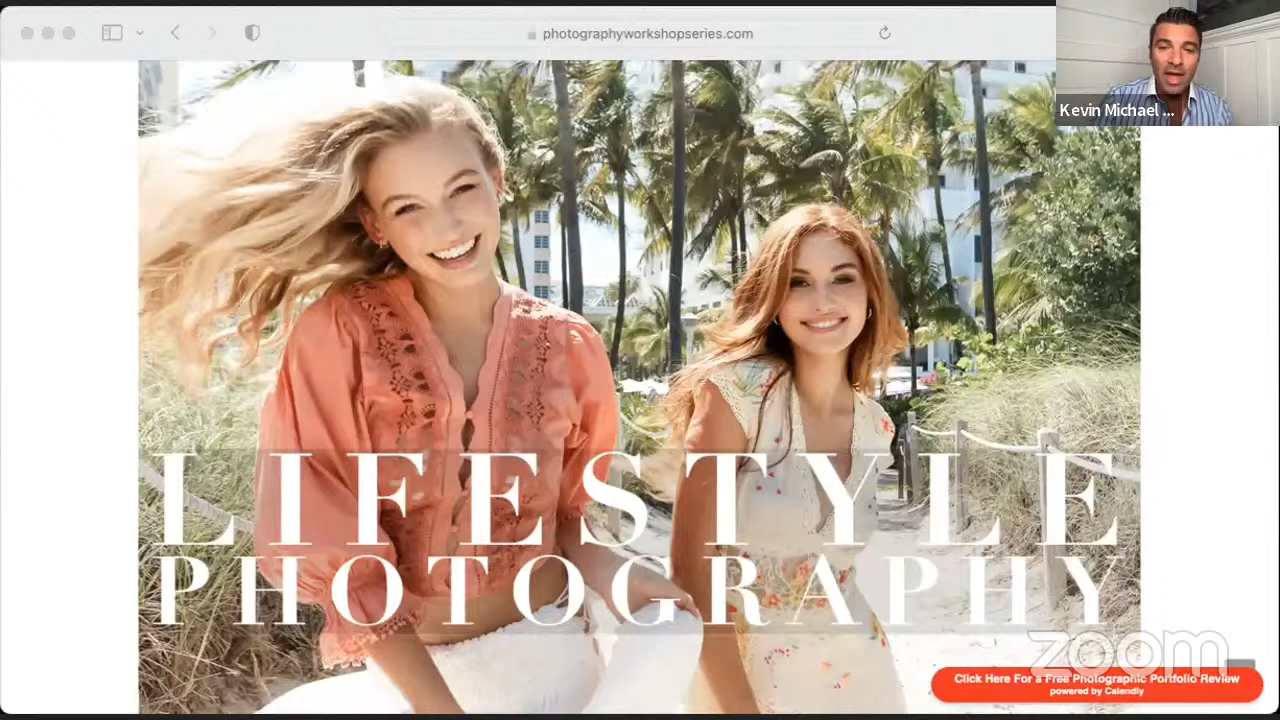 photographyworkshopseries.com
Kevin Michael ...
LIFESTYLE
PHOTOGRAPHY
zoom
Click Here For a Free Photographic Portfolio Review
powered by Calendly